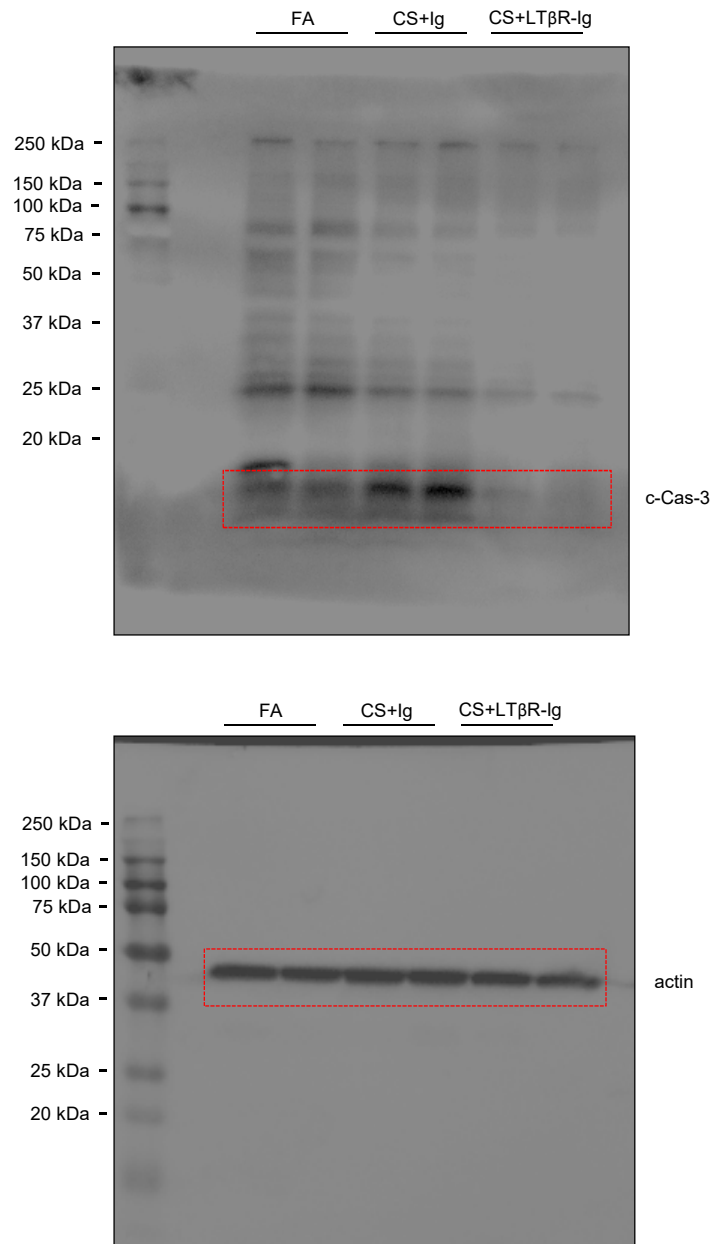 FA CS+Ig CS+LTβR-Ig
250 kDa
150 kDa
100 kDa
75 kDa
50 kDa
37 kDa
25 kDa
20 kDa
c-Cas-3
FA CS+Ig CS+LTβR-Ig
250 kDa
150 kDa
100 kDa
75 kDa
50 kDa
actin
37 kDa
25 kDa
20 kDa